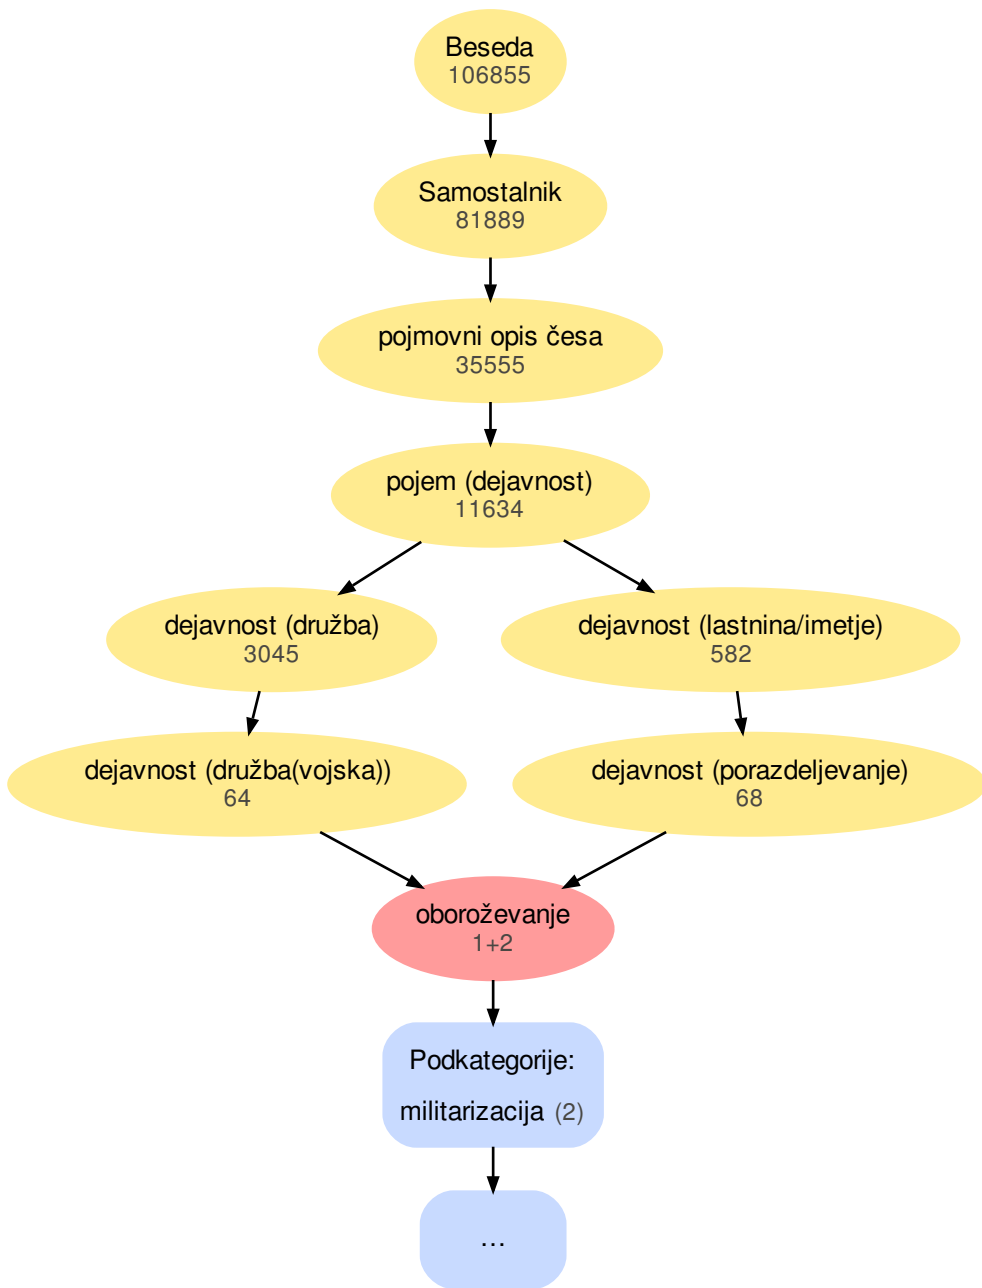 Beseda
106855
Samostalnik
81889
pojmovni opis česa
35555
pojem (dejavnost)
11634
dejavnost (družba)
3045
dejavnost (lastnina/imetje)
582
dejavnost (družba(vojska))
64
dejavnost (porazdeljevanje)
68
oboroževanje
1+2
Podkategorije:
militarizacija (2)
...